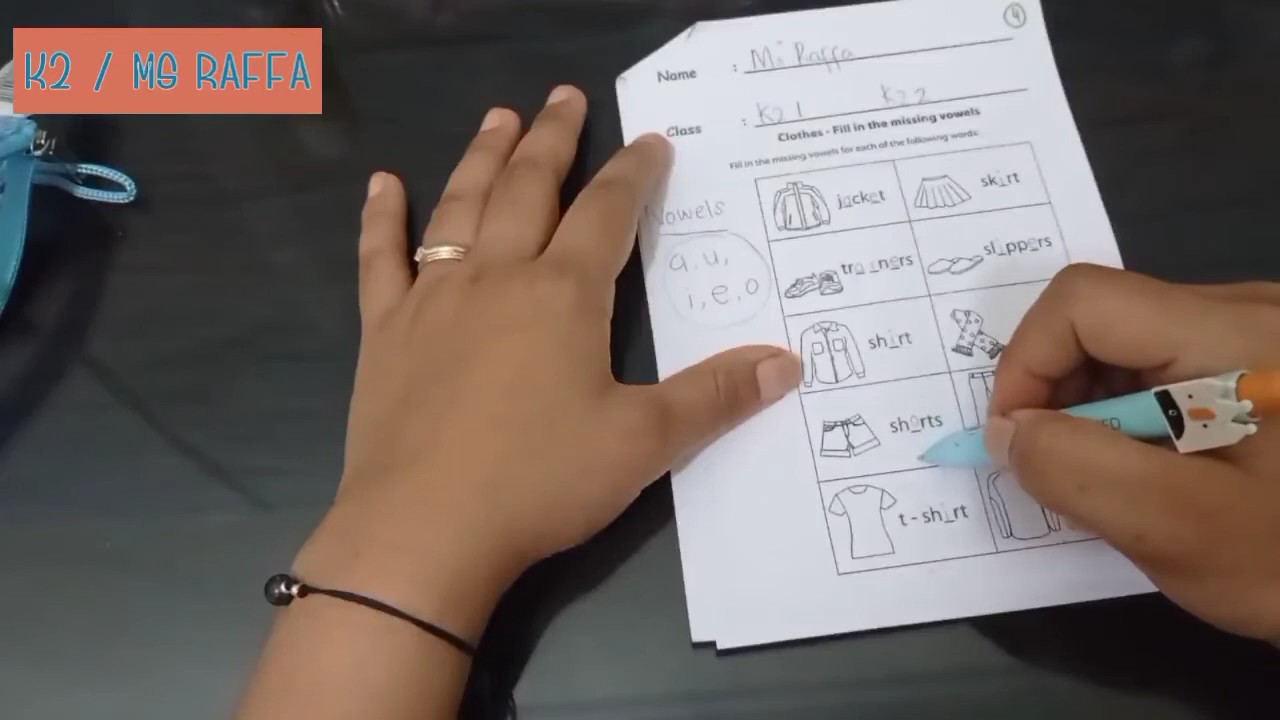 K2 / MS RAFFA
4
Name : Ms Raffa
Class : K2 1 K2 2
Clothes - Fill in the missing vowels
Fill in the missing vowels for each of the following words.
Vowels
a, u,
i, e, o
jacket
skirt
trainers
slippers
shirt
shorts
t - shirt